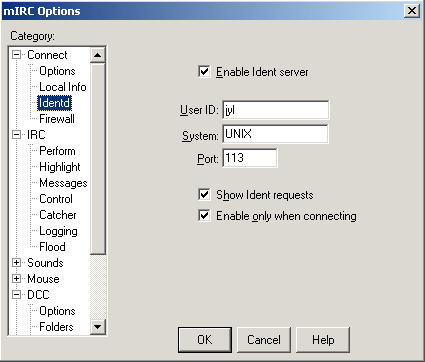 mIRC Options
Category:
Connect
Options
Local Info
Identd
Firewall
IRC
Perform
Highlight
Messages
Control
Catcher
Logging
Flood
Sounds
Mouse
DCC
Options
Folders
Enable Ident server
User ID: jyl
System: UNIX
Port: 113
Show Ident requests
Enable only when connecting
OK Cancel Help